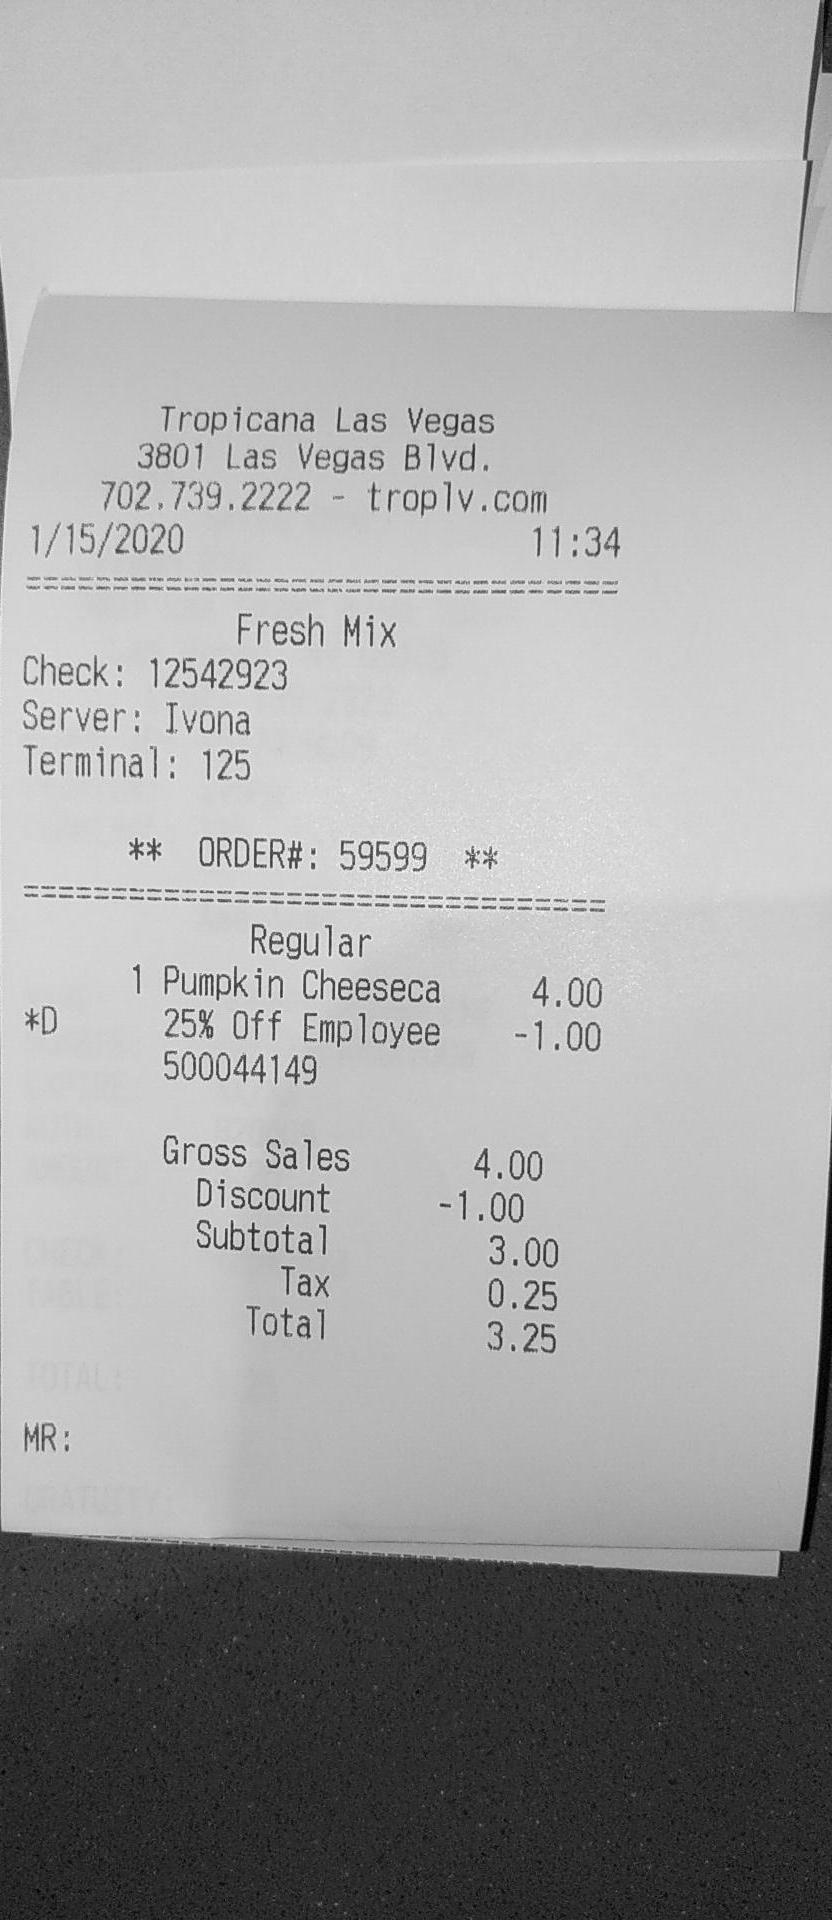 Tropicana Las Vegas
3801 Las Vegas Blvd.
702.739.2222 - troplv.com
1/15/2020 11:34
Fresh Mix
Check: 12542923
Server: Ivona
Terminal: 125
** ORDER#: 59599 **
Regular
1 Pumpkin Cheeseca 4.00
*D 25% Off Employee -1.00
500044149
Gross Sales 4.00
Discount -1.00
Subtotal 3.00
Tax 0.25
Total 3.25
TOTAL:
MR:
GRATUITY: